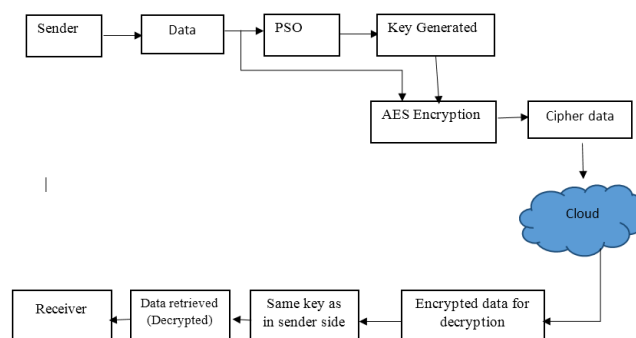 Sender
Data
PSO
Key Generated
AES Encryption
Cipher data
Cloud
Receiver
Data retrieved
(Decrypted)
Same key as
in sender side
Encrypted data for
decryption